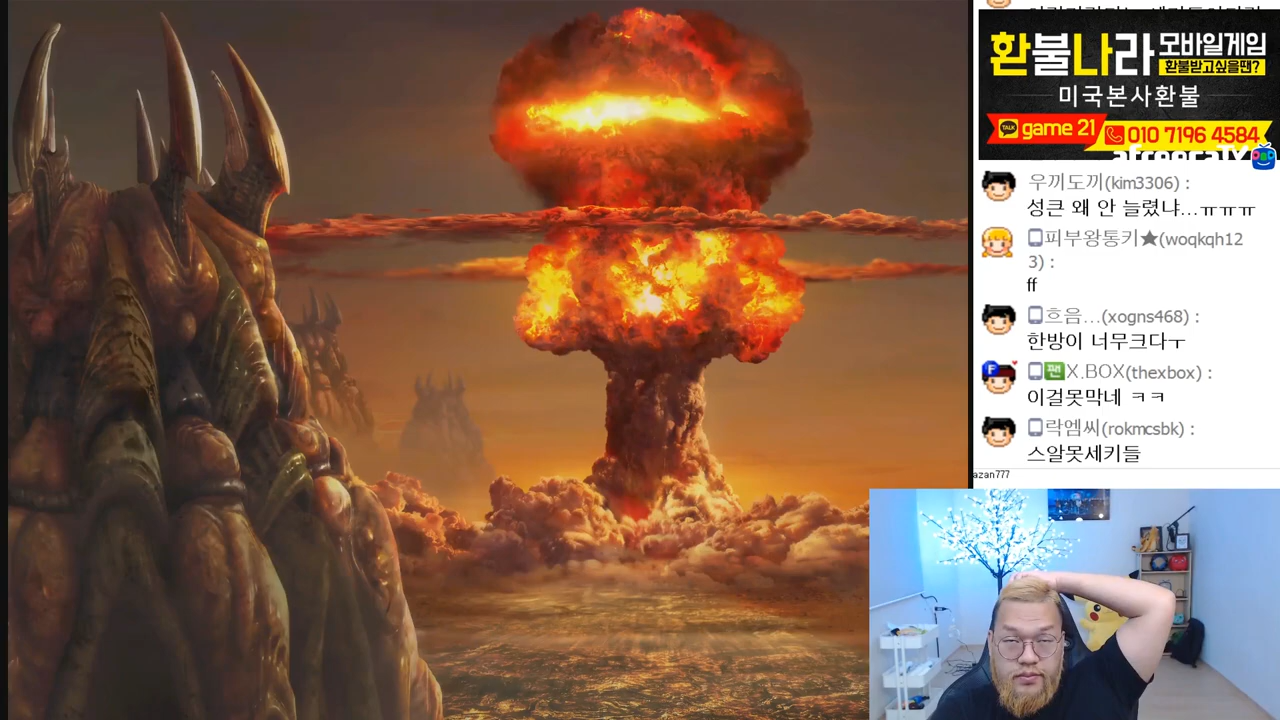 환불나라 모바일게임
환불받고싶을땐?
미국본사환불
TALK game 21
010 7196 4584
afreecaTV
우끼도끼(kim3306) :
성큰 왜 안 늘렸냐...ㅠㅠㅠ
피부왕통키★(woqkqh12
3) :
ff
흐음...(xogns468) :
한방이 너무크다ㅜ
F 팬 X.BOX(thexbox) :
이걸못막네 ㅋㅋ
락엠씨(rokmcsbk) :
스알못세키들
azan777